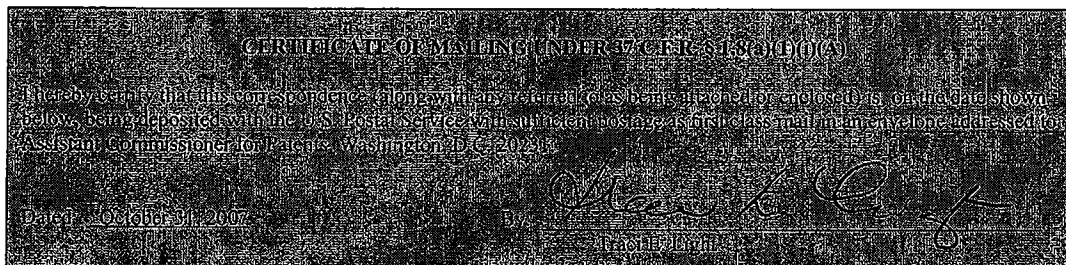 CERTIFICATE OF MAILING UNDER 37 C.F.R. § 1.8(a)(1)(i)(A)
I hereby certify that this correspondence (along with any referred to as being attached or enclosed) is, on the date shown
below, being deposited with the U.S. Postal Service with sufficient postage as first class mail in an envelope addressed to
Assistant Commissioner for Patents, Washington, D.C. 20231
Dated: October 31, 2007 By:
Traci